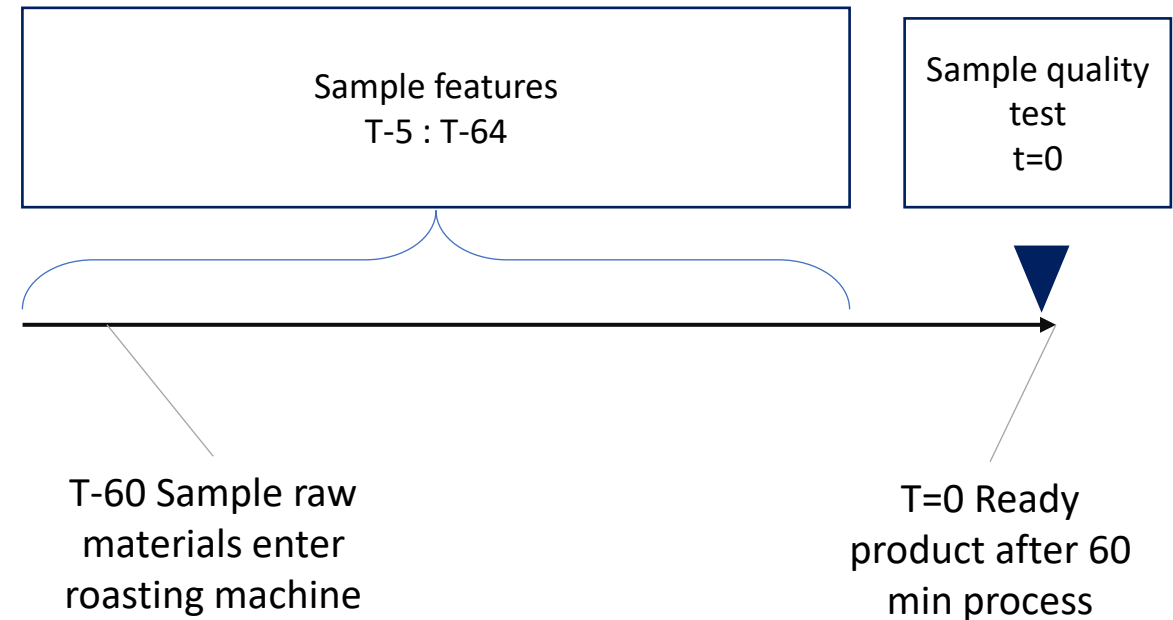 Sample features
T-5 : T-64
Sample quality
test
t=0
T-60 Sample raw
materials enter
roasting machine
T=0 Ready
product after 60
min process